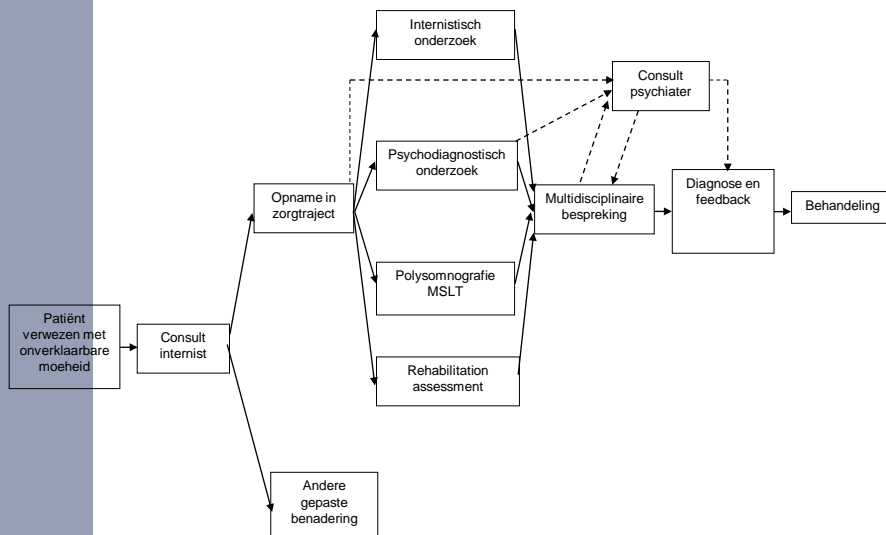 Patiënt
verwezen met
onverklaarbare
moeheid
Consult
internist
Opname in
zorgtraject
Andere
gepaste
benadering
Internistisch
onderzoek
Psychodiagnostisch
onderzoek
Polysomnografie
MSLT
Rehabilitation
assessment
Consult
psychiater
Multidisciplinaire
bespreking
Diagnose en
feedback
Behandeling